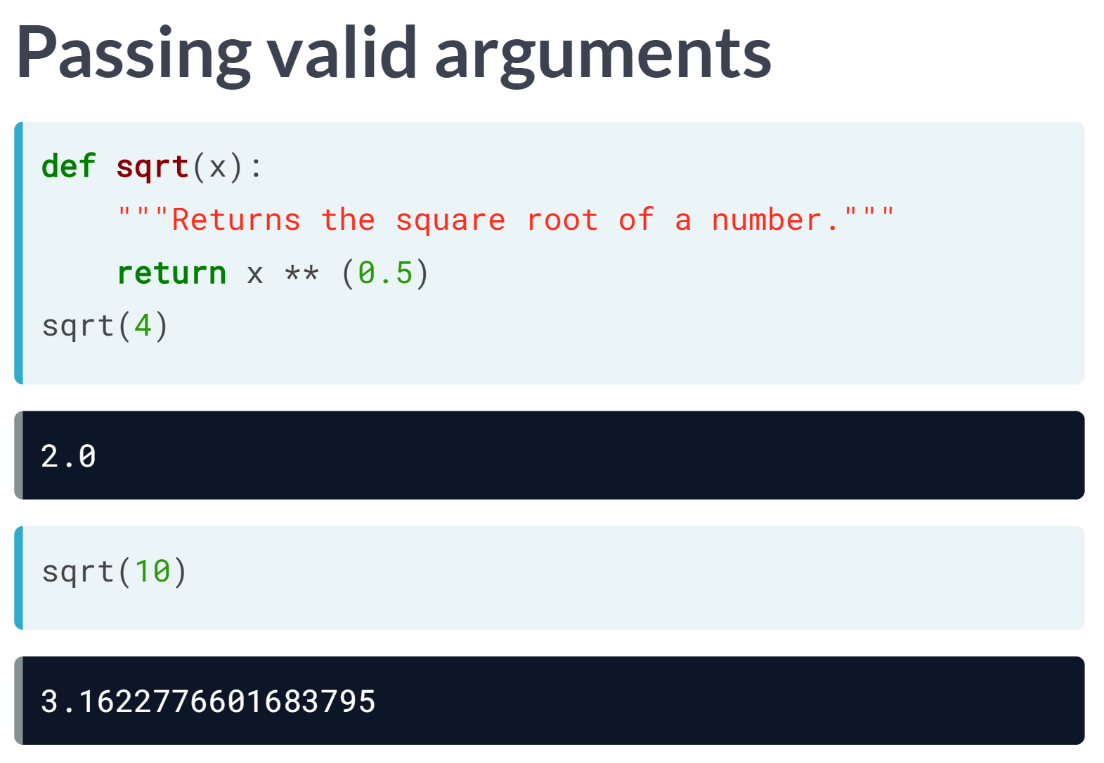 Passing valid arguments
def sqrt(x):
    """Returns the square root of a number."""
    return x ** (0.5)
sqrt(4)
2.0
sqrt(10)
3.1622776601683795